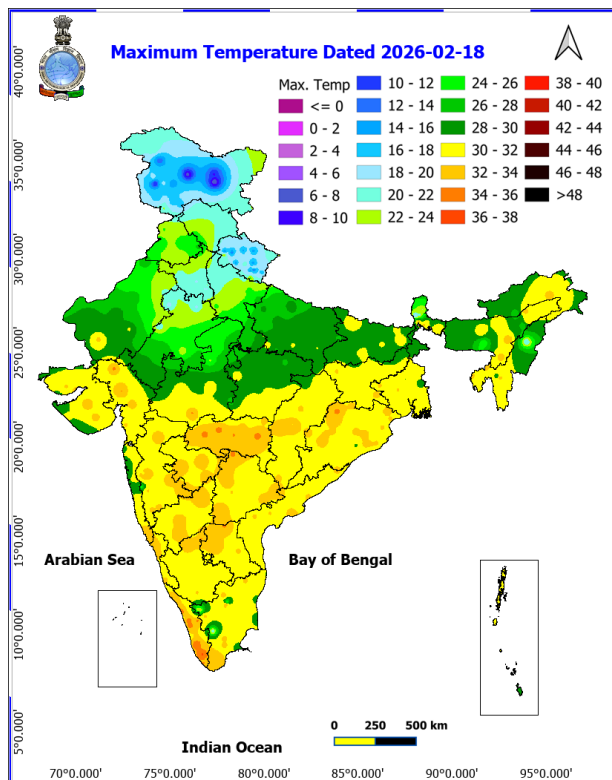 Maximum Temperature Dated 2026-02-18
Max. Temp
<= 0
0 - 2
2 - 4
4 - 6
6 - 8
8 - 10
10 - 12
12 - 14
14 - 16
16 - 18
18 - 20
20 - 22
22 - 24
24 - 26
26 - 28
28 - 30
30 - 32
32 - 34
34 - 36
36 - 38
38 - 40
40 - 42
42 - 44
44 - 46
46 - 48
>48
40°0.000'
35°0.000'
30°0.000'
25°0.000'
20°0.000'
15°0.000'
10°0.000'
5°0.000'
Arabian Sea
Bay of Bengal
0 250 500 km
Indian Ocean
70°0.000' 75°0.000' 80°0.000' 85°0.000' 90°0.000' 95°0.000'